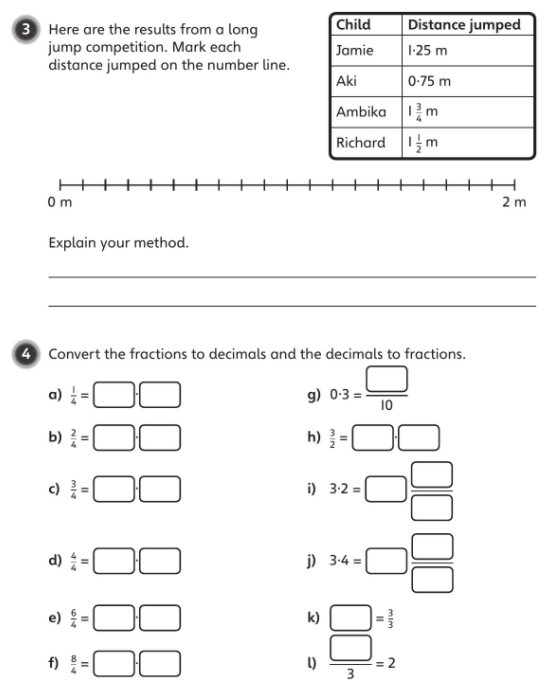 3 Here are the results from a long
jump competition. Mark each
distance jumped on the number line.
Child Distance jumped
Jamie 1·25 m
Aki 0·75 m
Ambika 1 3/4 m
Richard 1 1/2 m
0 m 2 m
Explain your method.
4 Convert the fractions to decimals and the decimals to fractions.
a) 1/4 = ·
b) 2/4 = ·
c) 3/4 = ·
d) 4/4 = ·
e) 6/4 = ·
f) 8/4 = ·
g) 0·3 = /10
h) 3/2 = ·
i) 3·2 =
j) 3·4 =
k) = 3/3
l) /3 = 2